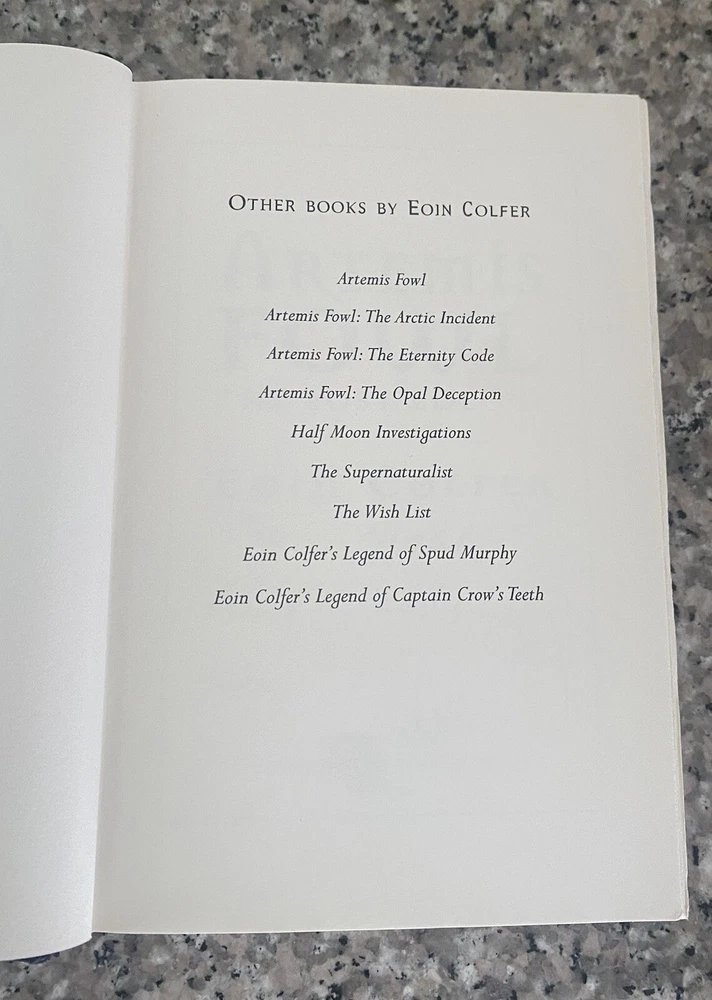 OTHER BOOKS BY EOIN COLFER
Artemis Fowl
Artemis Fowl: The Arctic Incident
Artemis Fowl: The Eternity Code
Artemis Fowl: The Opal Deception
Half Moon Investigations
The Supernaturalist
The Wish List
Eoin Colfer's Legend of Spud Murphy
Eoin Colfer's Legend of Captain Crow's Teeth